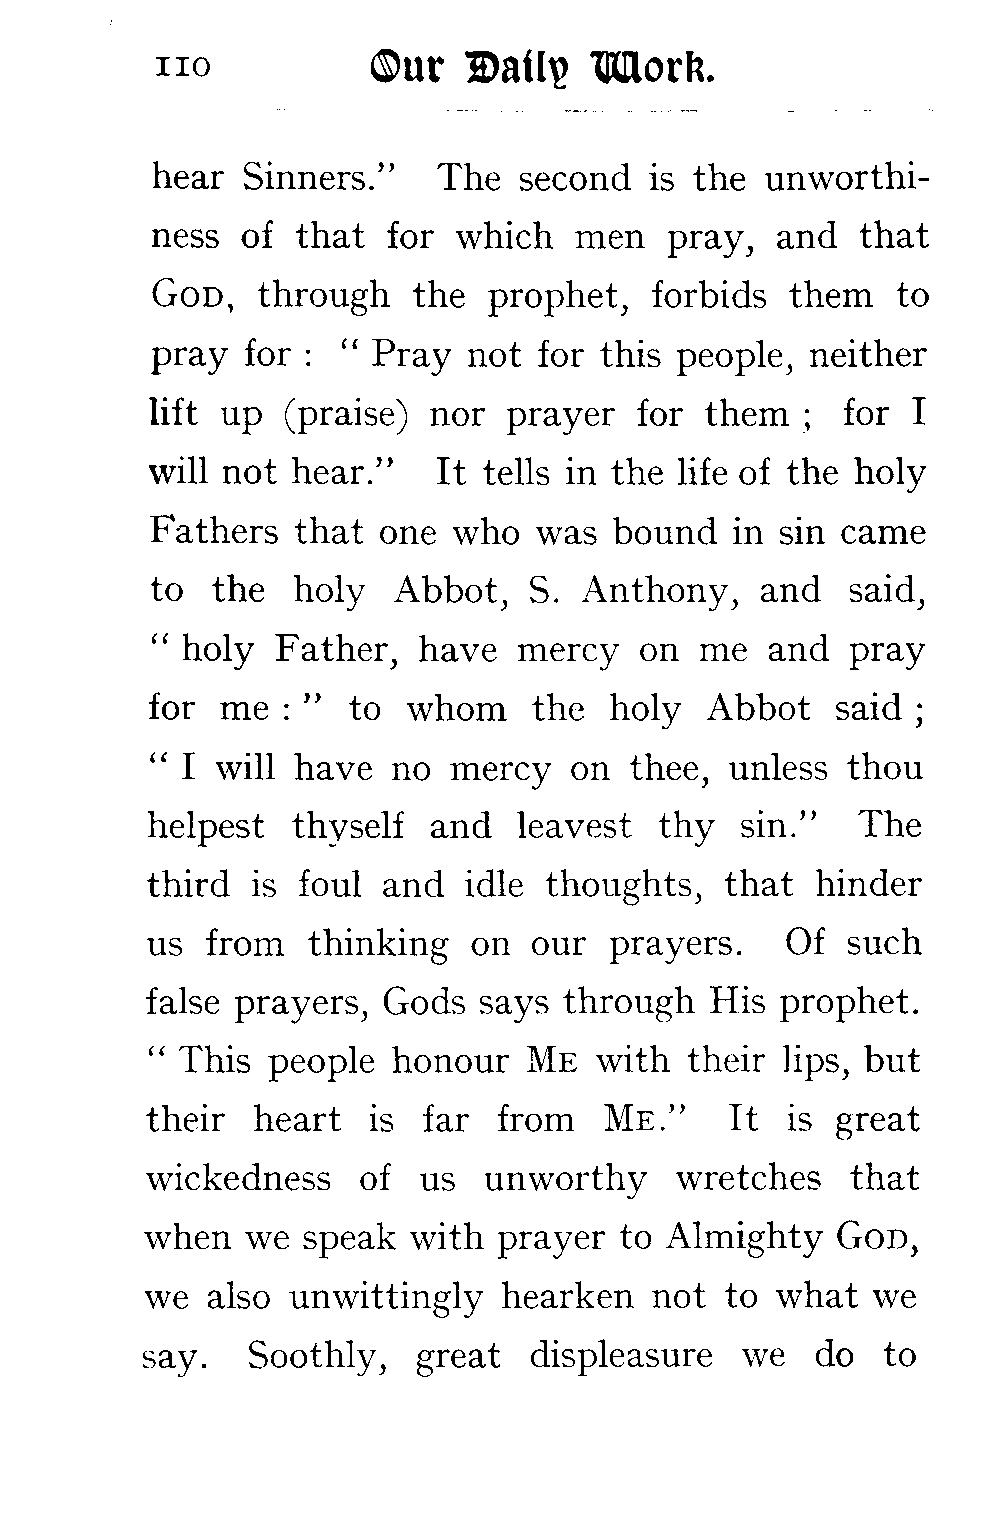 110 Our Daily Work.
hear Sinners.” The second is the unworthi-
ness of that for which men pray, and that
GOD, through the prophet, forbids them to
pray for : “ Pray not for this people, neither
lift up (praise) nor prayer for them ; for I
will not hear.” It tells in the life of the holy
Fathers that one who was bound in sin came
to the holy Abbot, S. Anthony, and said,
“ holy Father, have mercy on me and pray
for me : ” to whom the holy Abbot said ;
“ I will have no mercy on thee, unless thou
helpest thyself and leavest thy sin.” The
third is foul and idle thoughts, that hinder
us from thinking on our prayers. Of such
false prayers, Gods says through His prophet.
“ This people honour ME with their lips, but
their heart is far from ME.” It is great
wickedness of us unworthy wretches that
when we speak with prayer to Almighty GOD,
we also unwittingly hearken not to what we
say. Soothly, great displeasure we do to